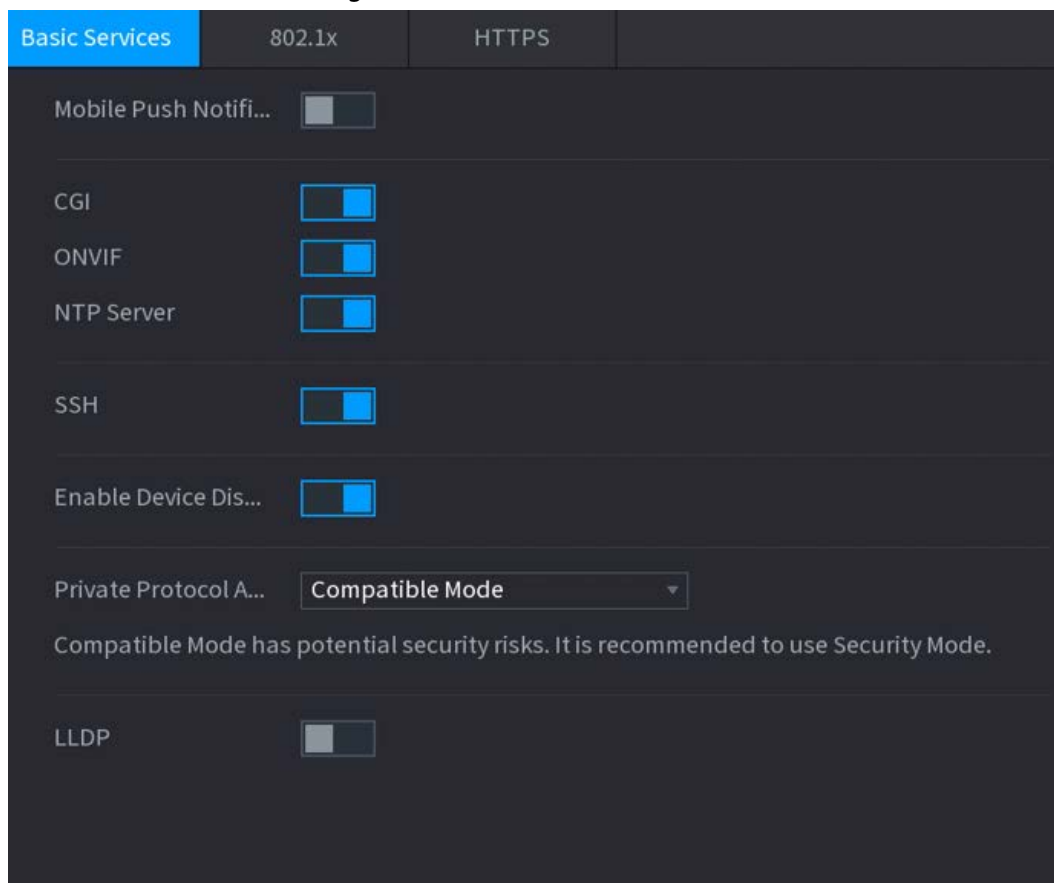 Basic Services 802.1x HTTPS
Mobile Push Notifi...
CGI
ONVIF
NTP Server
SSH
Enable Device Dis...
Private Protocol A... Compatible Mode
Compatible Mode has potential security risks. It is recommended to use Security Mode.
LLDP